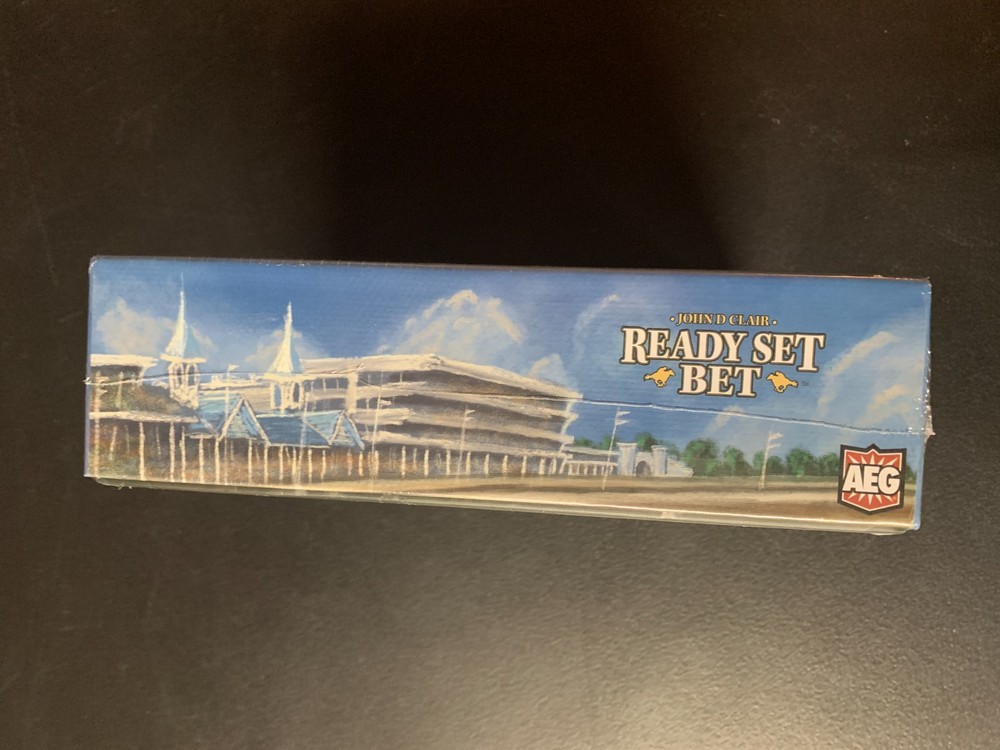 • JOHN D CLAIR •
READY SET
BET
AEG